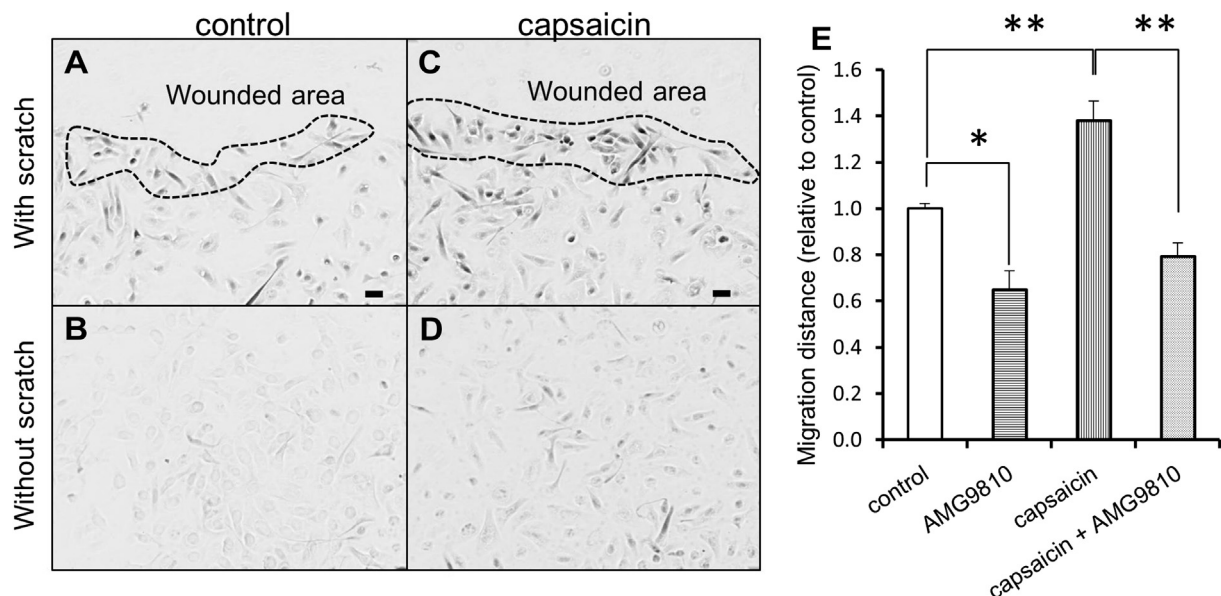 control
capsaicin
With scratch
Without scratch
A
Wounded area
C
Wounded area
B
D
E
**
**
*
Migration distance (relative to control)
1.6
1.4
1.2
1.0
0.8
0.6
0.4
0.2
0.0
control
AMG9810
capsaicin
capsaicin + AMG9810